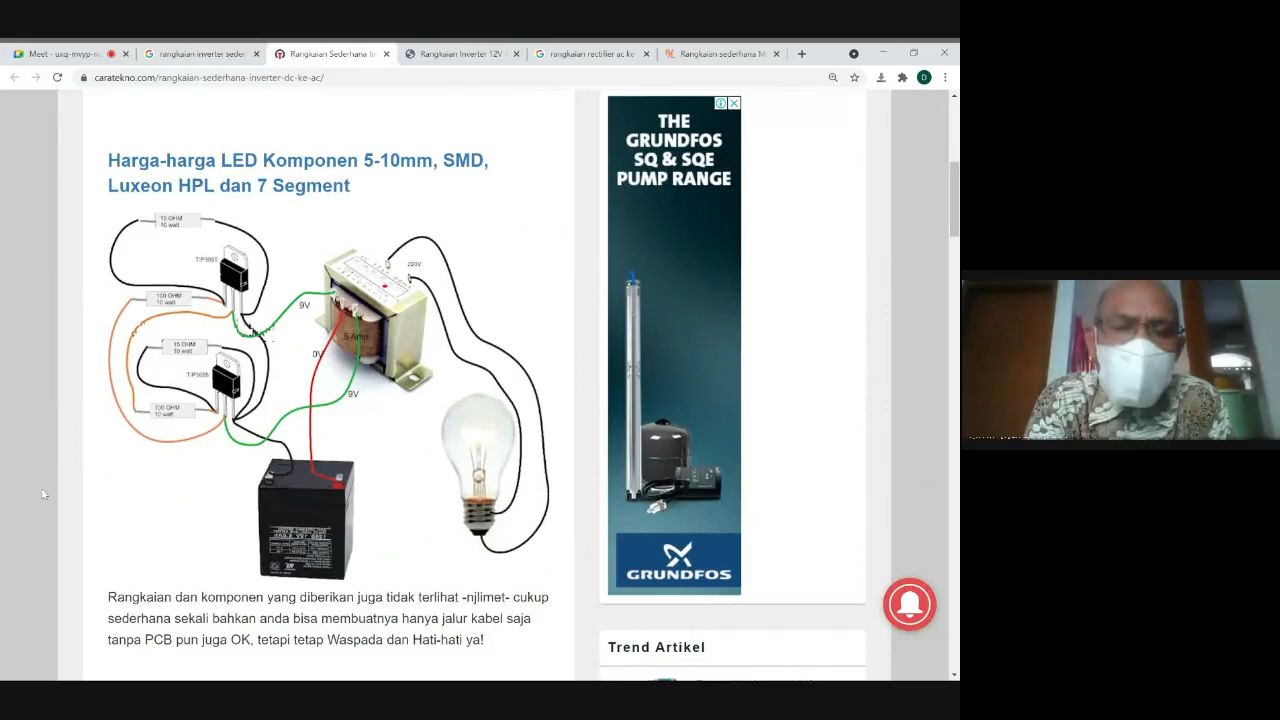 Meet - uxq-mvyp-n
rangkaian inverter seder
Rangkaian Sederhana In
Rangkaian Inverter 12V
rangkaian rectifier ac ke
Rangkaian sederhana M
caratekno.com/rangkaian-sederhana-inverter-dc-ke-ac/
D
Harga-harga LED Komponen 5-10mm, SMD,
Luxeon HPL dan 7 Segment
15 OHM
10 watt
TIP3055
220V
100 OHM
10 watt
9V
5 Amp
15 OHM
10 watt
0V
TIP3055
9V
100 OHM
10 watt
Rangkaian dan komponen yang diberikan juga tidak terlihat -njlimet- cukup
sederhana sekali bahkan anda bisa membuatnya hanya jalur kabel saja
tanpa PCB pun juga OK, tetapi tetap Waspada dan Hati-hati ya!
THE
GRUNDFOS
SQ & SQE
PUMP RANGE
GRUNDFOS
Trend Artikel